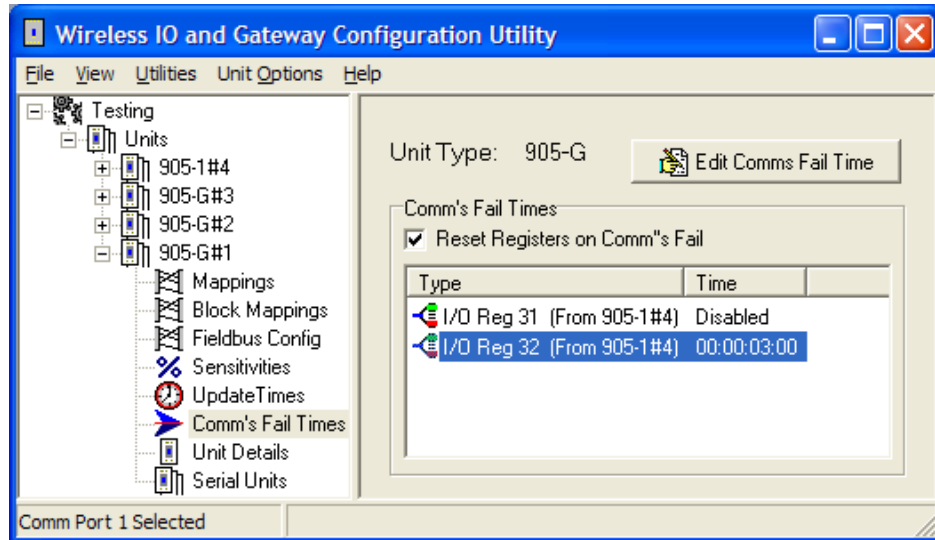 Wireless IO and Gateway Configuration Utility
File View Utilities Unit Options Help
Testing
Units
905-1#4
905-G#3
905-G#2
905-G#1
Mappings
Block Mappings
Fieldbus Config
Sensitivities
UpdateTimes
Comm's Fail Times
Unit Details
Serial Units
Unit Type: 905-G
Edit Comms Fail Time
Comm's Fail Times
Reset Registers on Comm"s Fail
Type Time
I/O Reg 31 (From 905-1#4) Disabled
I/O Reg 32 (From 905-1#4) 00:00:03:00
Comm Port 1 Selected